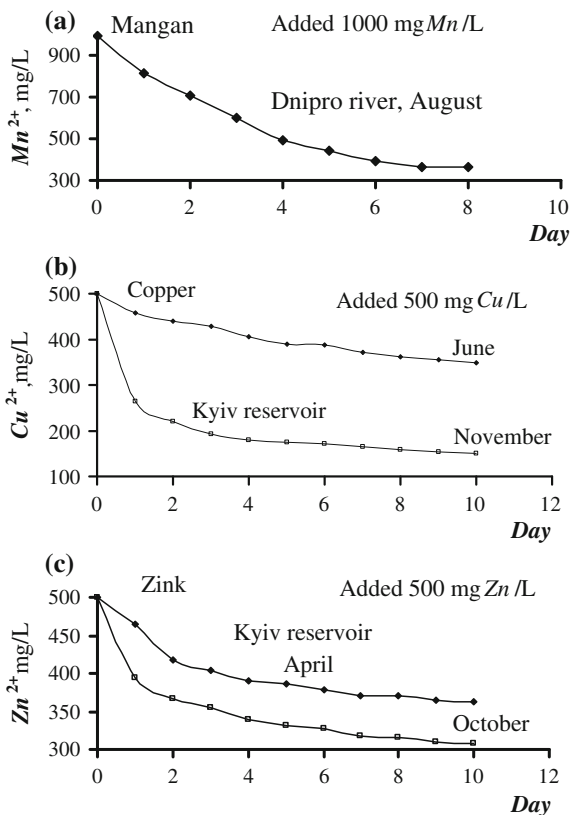 (a)
Mangan
Added 1000 mg Mn/L
Dnipro river, August
Mn²⁺, mg/L
900
700
500
300
0 2 4 6 8 10
Day
(b)
Copper
Added 500 mg Cu/L
June
Kyiv reservoir
November
Cu²⁺,mg/L
500
400
300
200
100
0 2 4 6 8 10 12
Day
(c)
Zink
Added 500 mg Zn/L
Kyiv reservoir
April
October
Zn²⁺mg/L
500
450
400
350
300
0 2 4 6 8 10 12
Day